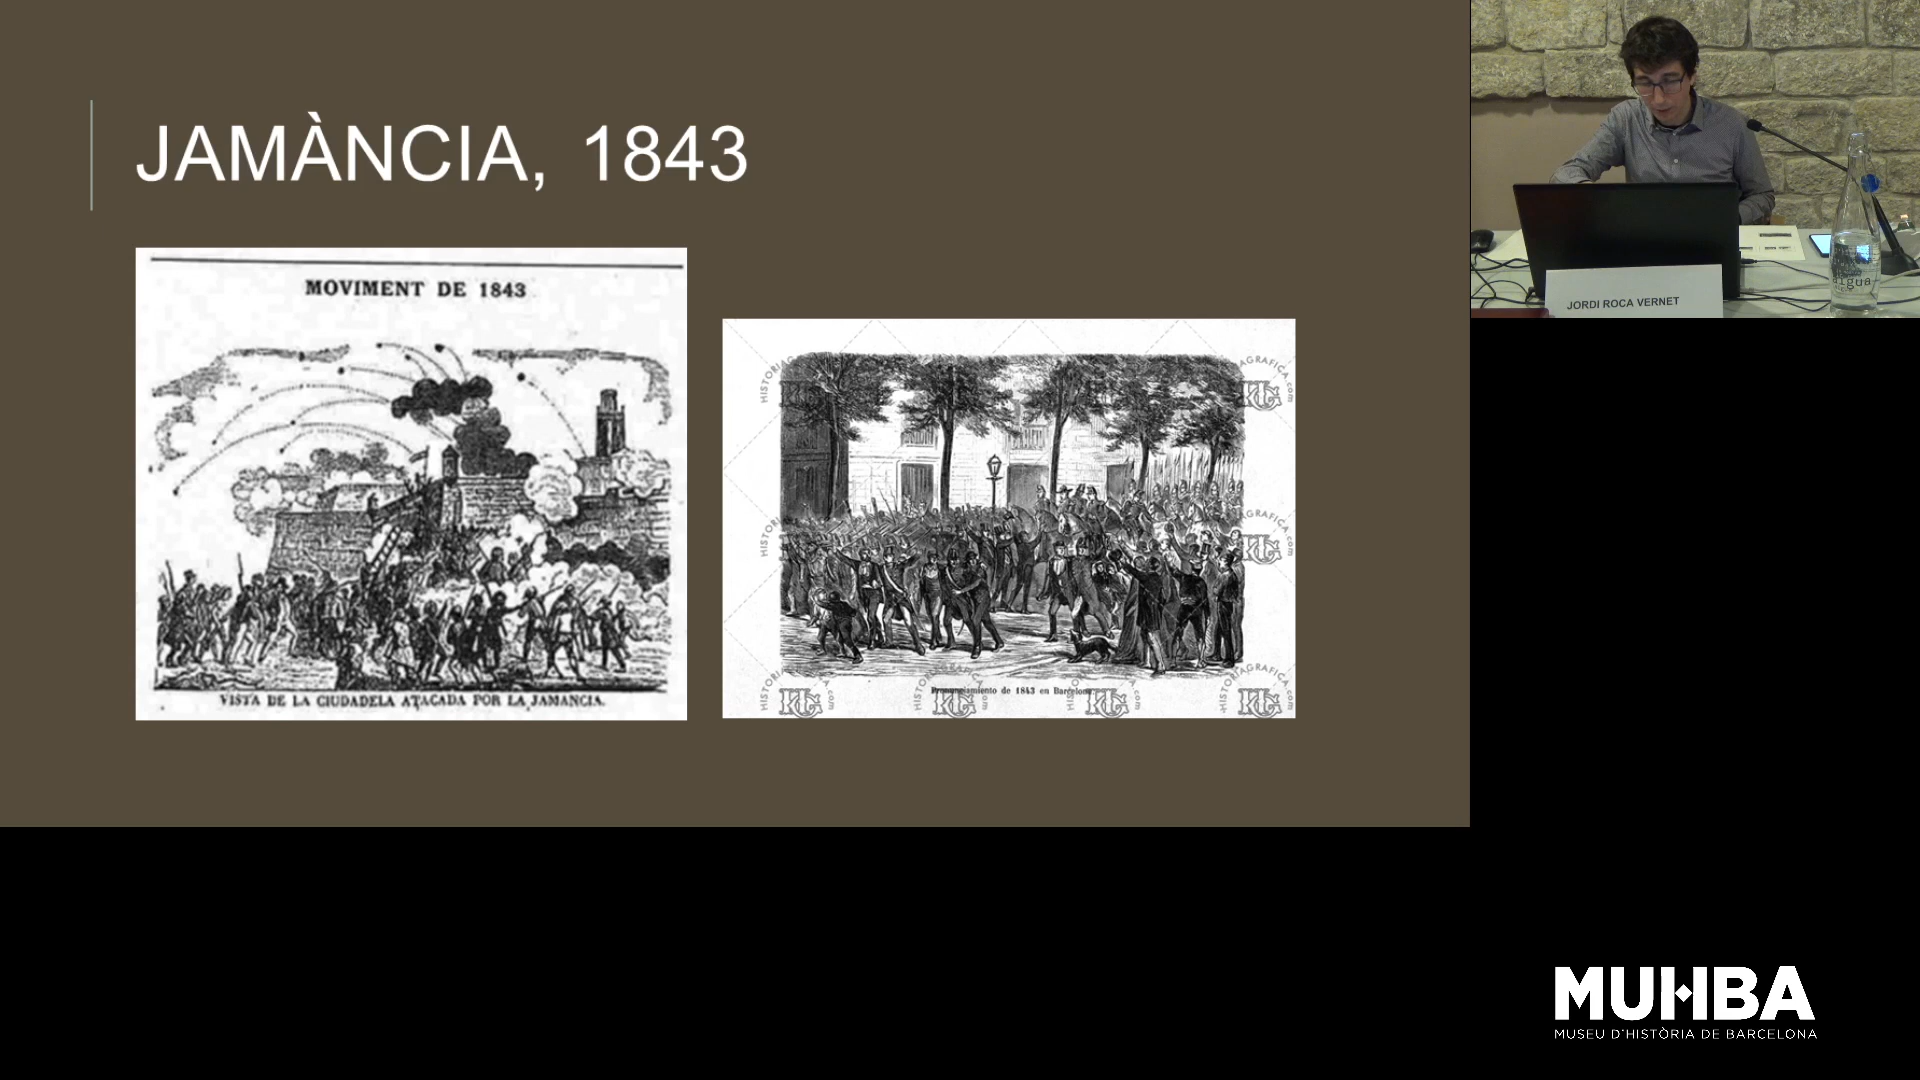 JAMÀNCIA, 1843
MOVIMENT DE 1843
VISTA DE LA CIUDADELA ATACADA POR LA JAMANCIA.
Pronunciamiento de 1843 en Barcelona
JORDI ROCA VERNET
aigua
MUHBA
MUSEU D'HISTÒRIA DE BARCELONA